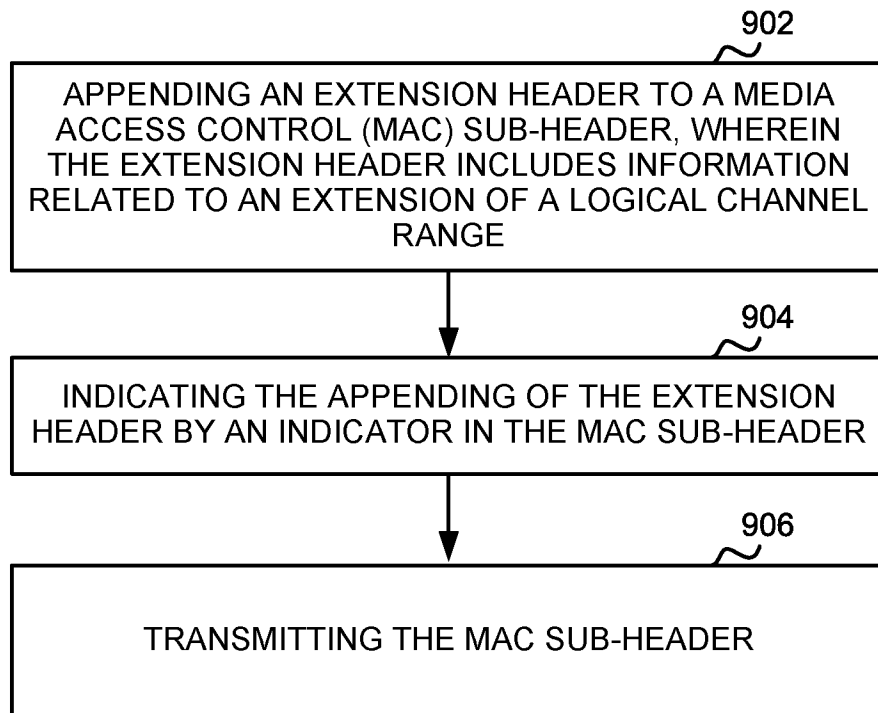 902
APPENDING AN EXTENSION HEADER TO A MEDIA
ACCESS CONTROL (MAC) SUB-HEADER, WHEREIN
THE EXTENSION HEADER INCLUDES INFORMATION
RELATED TO AN EXTENSION OF A LOGICAL CHANNEL
RANGE
904
INDICATING THE APPENDING OF THE EXTENSION
HEADER BY AN INDICATOR IN THE MAC SUB-HEADER
906
TRANSMITTING THE MAC SUB-HEADER